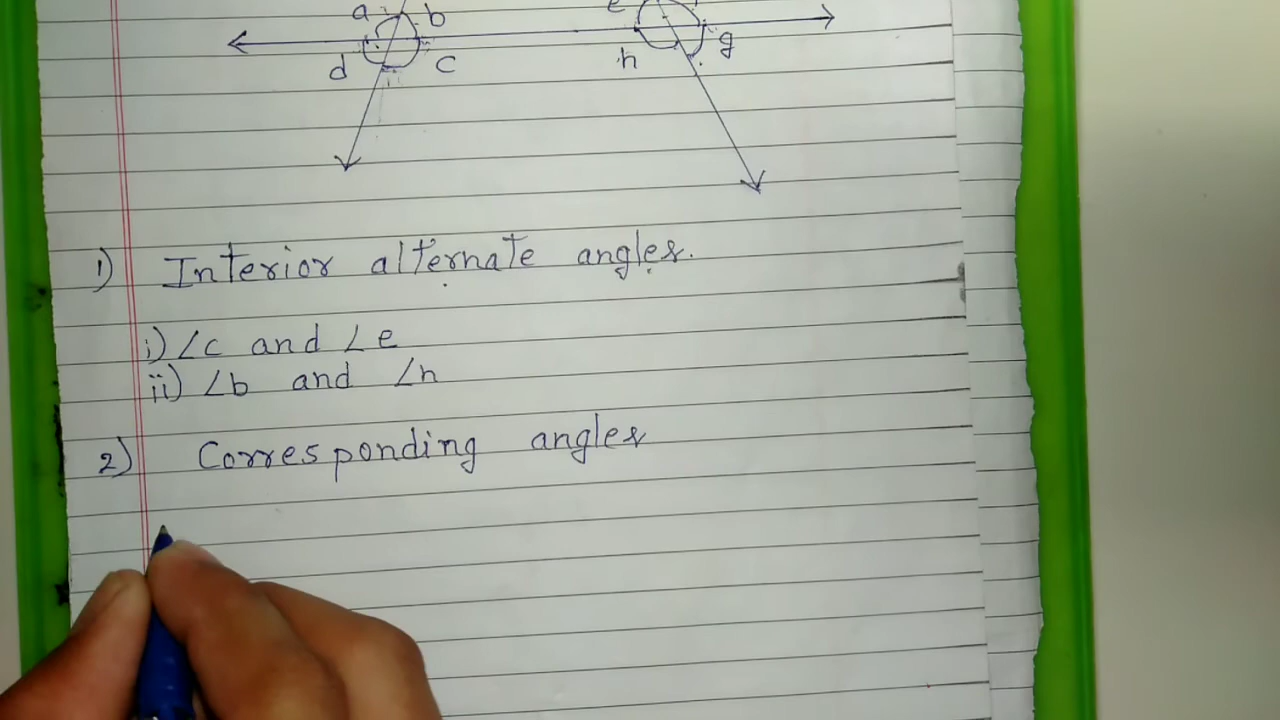 a b e
d c h g
1) Interior alternate angles.
i) ∠c and ∠e
ii) ∠b and ∠h
2) Corresponding angles